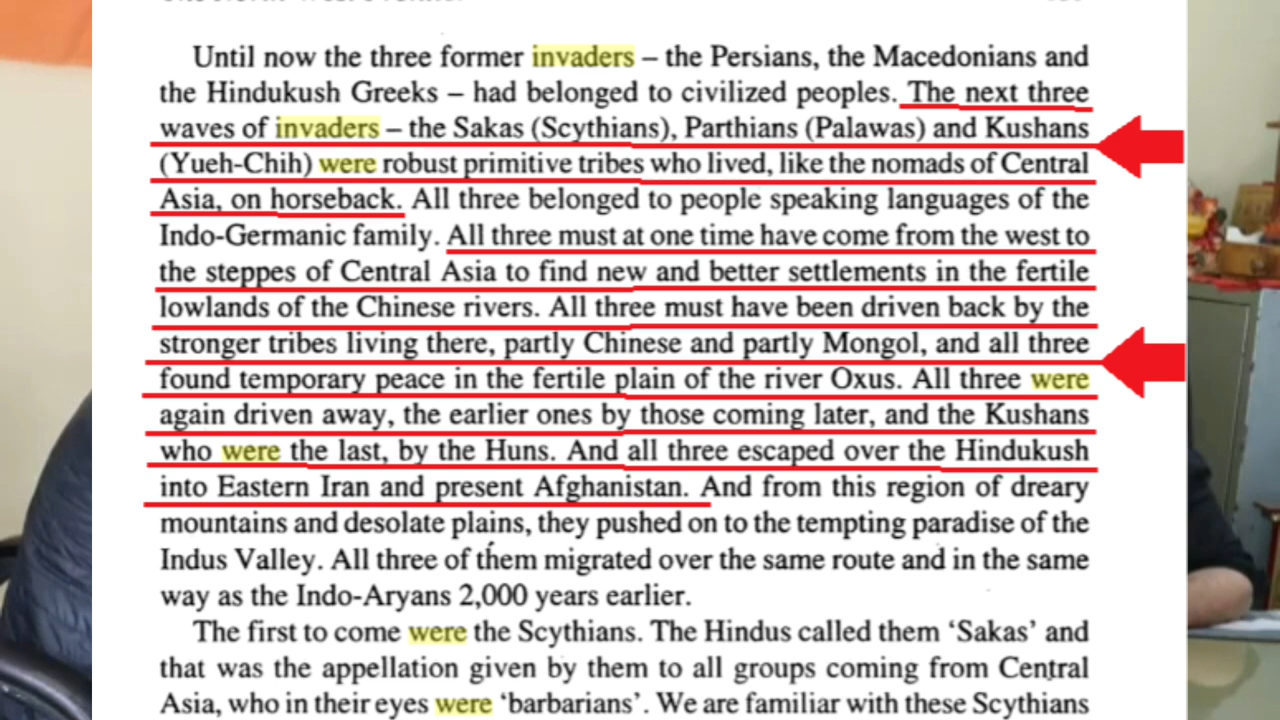 Until now the three former invaders – the Persians, the Macedonians and
the Hindukush Greeks – had belonged to civilized peoples. The next three
waves of invaders – the Sakas (Scythians), Parthians (Palawas) and Kushans
(Yueh-Chih) were robust primitive tribes who lived, like the nomads of Central
Asia, on horseback. All three belonged to people speaking languages of the
Indo-Germanic family. All three must at one time have come from the west to
the steppes of Central Asia to find new and better settlements in the fertile
lowlands of the Chinese rivers. All three must have been driven back by the
stronger tribes living there, partly Chinese and partly Mongol, and all three
found temporary peace in the fertile plain of the river Oxus. All three were
again driven away, the earlier ones by those coming later, and the Kushans
who were the last, by the Huns. And all three escaped over the Hindukush
into Eastern Iran and present Afghanistan. And from this region of dreary
mountains and desolate plains, they pushed on to the tempting paradise of the
Indus Valley. All three of them migrated over the same route and in the same
way as the Indo-Aryans 2,000 years earlier.
The first to come were the Scythians. The Hindus called them ‘Sakas’ and
that was the appellation given by them to all groups coming from Central
Asia, who in their eyes were ‘barbarians’. We are familiar with these Scythians